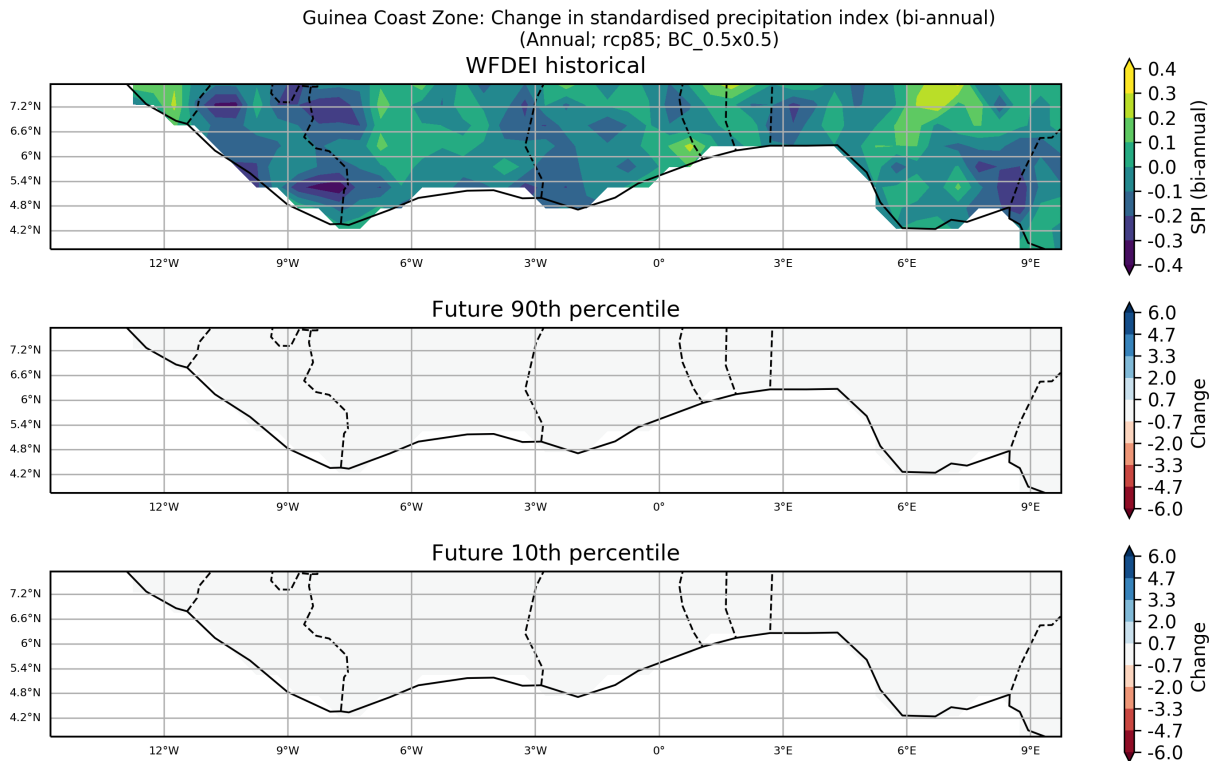 Guinea Coast Zone: Change in standardised precipitation index (bi-annual)
(Annual; rcp85; BC_0.5x0.5)
WFDEI historical
7.2°N
6.6°N
6°N
5.4°N
4.8°N
4.2°N
12°W 9°W 6°W 3°W 0° 3°E 6°E 9°E
0.4
0.3
0.2
0.1
0.0
-0.1
-0.2
-0.3
-0.4
SPI (bi-annual)
Future 90th percentile
7.2°N
6.6°N
6°N
5.4°N
4.8°N
4.2°N
12°W 9°W 6°W 3°W 0° 3°E 6°E 9°E
6.0
4.7
3.3
2.0
0.7
-0.7
-2.0
-3.3
-4.7
-6.0
Change
Future 10th percentile
7.2°N
6.6°N
6°N
5.4°N
4.8°N
4.2°N
12°W 9°W 6°W 3°W 0° 3°E 6°E 9°E
6.0
4.7
3.3
2.0
0.7
-0.7
-2.0
-3.3
-4.7
-6.0
Change